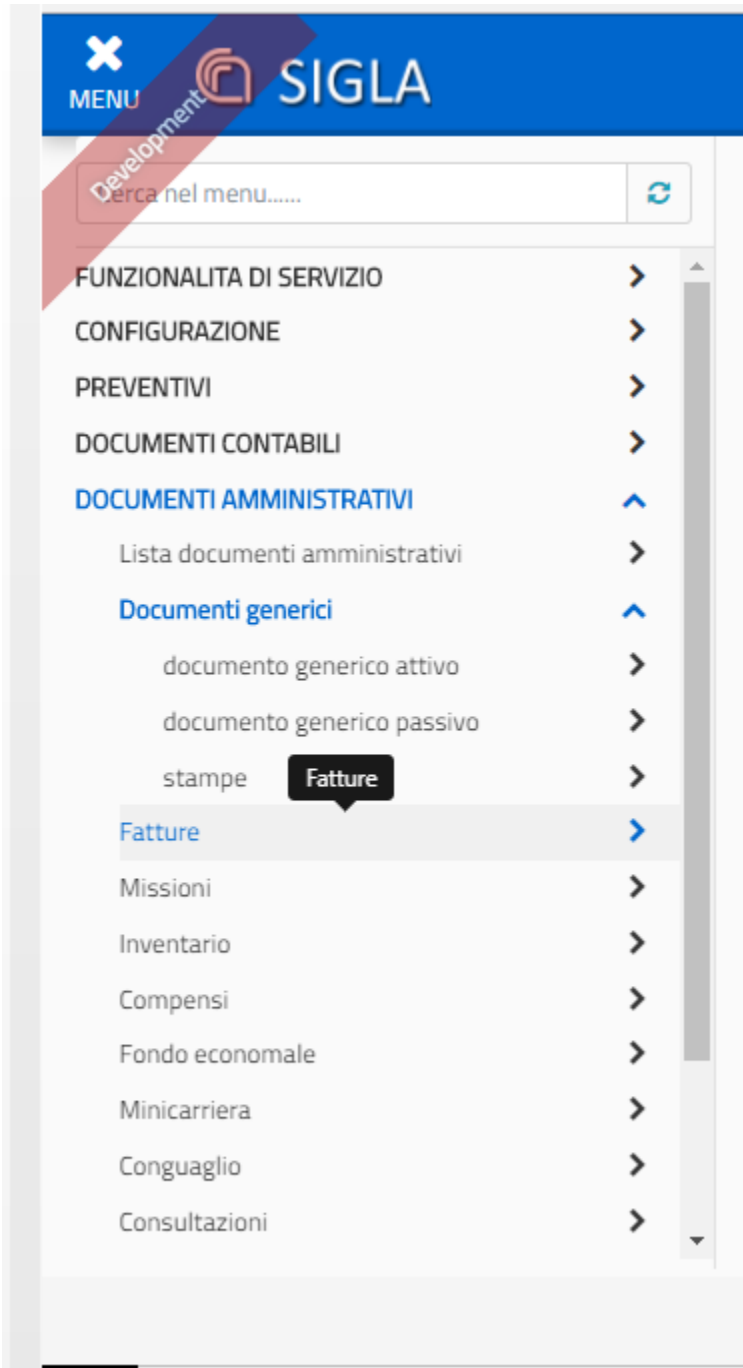 MENU
SIGLA
Development
Cerca nel menu......
FUNZIONALITA DI SERVIZIO
CONFIGURAZIONE
PREVENTIVI
DOCUMENTI CONTABILI
DOCUMENTI AMMINISTRATIVI
Lista documenti amministrativi
Documenti generici
documento generico attivo
documento generico passivo
stampe
Fatture
Fatture
Missioni
Inventario
Compensi
Fondo economale
Minicarriera
Conguaglio
Consultazioni